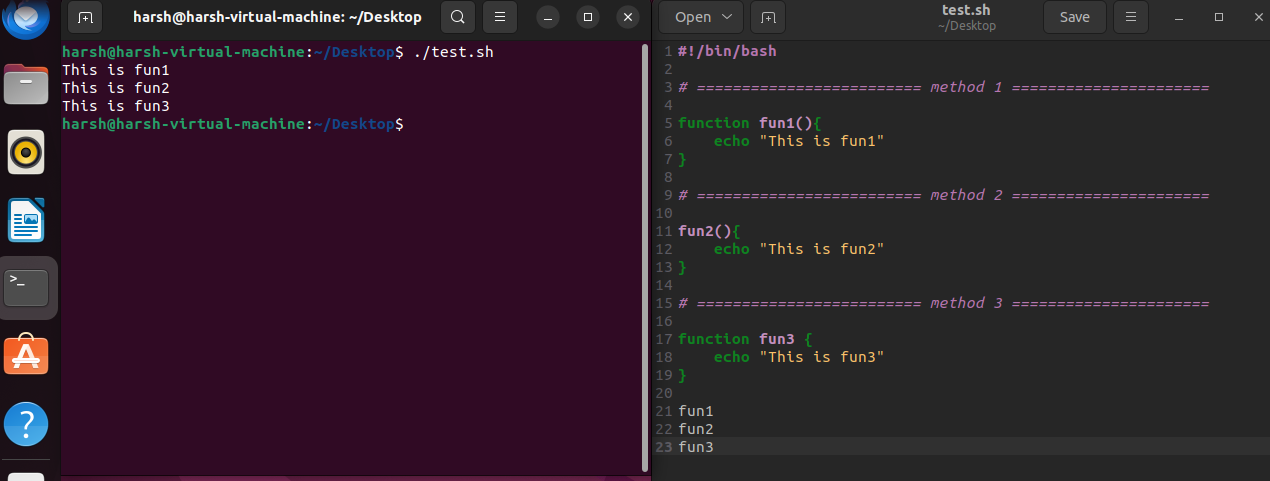 harsh@harsh-virtual-machine: ~/Desktop
harsh@harsh-virtual-machine:~/Desktop$ ./test.sh
This is fun1
This is fun2
This is fun3
harsh@harsh-virtual-machine:~/Desktop$
>_
?
Open
test.sh
~/Desktop
Save
1 #!/bin/bash
2
3 # ========================= method 1 ======================
4
5 function fun1(){
6     echo "This is fun1"
7 }
8
9 # ========================= method 2 ======================
10
11 fun2(){
12     echo "This is fun2"
13 }
14
15 # ========================= method 3 ======================
16
17 function fun3 {
18     echo "This is fun3"
19 }
20
21 fun1
22 fun2
23 fun3